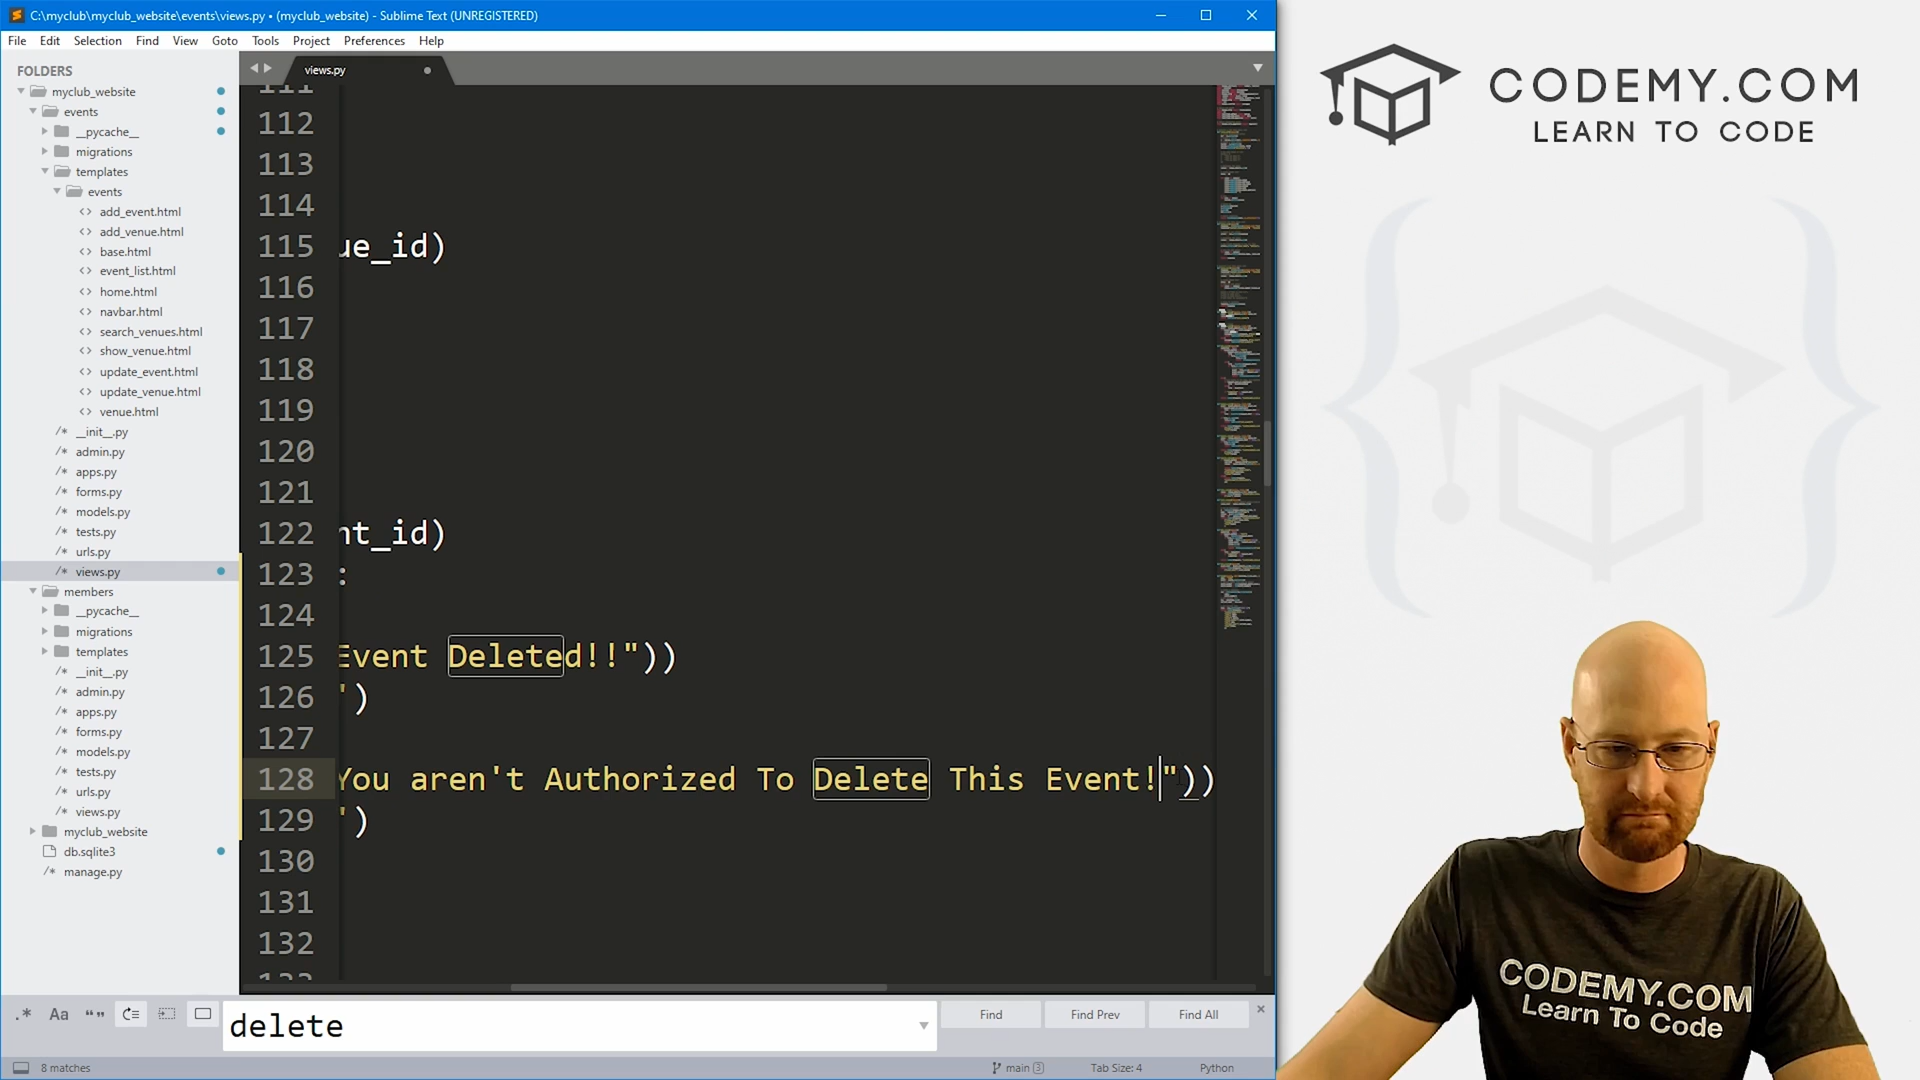 C:\myclub\myclub_website\events\views.py • (myclub_website) - Sublime Text (UNREGISTERED)
File Edit Selection Find View Goto Tools Project Preferences Help
FOLDERS
myclub_website
events
__pycache__
migrations
templates
events
add_event.html
add_venue.html
base.html
event_list.html
home.html
navbar.html
search_venues.html
show_venue.html
update_event.html
update_venue.html
venue.html
__init__.py
admin.py
apps.py
forms.py
models.py
tests.py
urls.py
views.py
members
__pycache__
migrations
templates
__init__.py
admin.py
apps.py
forms.py
models.py
tests.py
urls.py
views.py
myclub_website
db.sqlite3
manage.py
views.py
111
112
113
114
115 ue_id)
116
117
118
119
120
121
122 nt_id)
123 :
124
125 Event Deleted!!"))
126 ')
127
128 You aren't Authorized To Delete This Event!"))
129 ')
130
131
132
133
.* Aa “” delete Find Find Prev Find All
8 matches main 3 Tab Size: 4 Python
CODEMY.COM
LEARN TO CODE
CODEMY.COM
Learn To Code